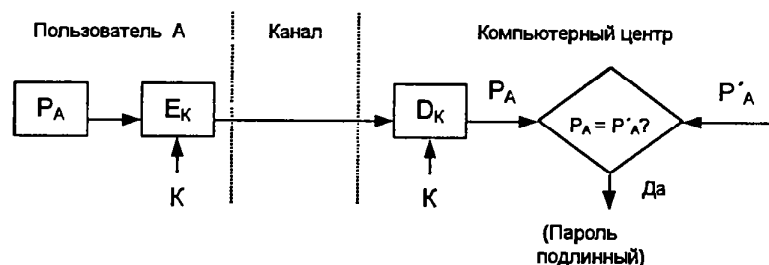 Пользователь А
Канал
Компьютерный центр
P_A
E_K
D_K
P_A
P_A = P′_A?
P′_A
К
К
Да
(Пароль
подлинный)